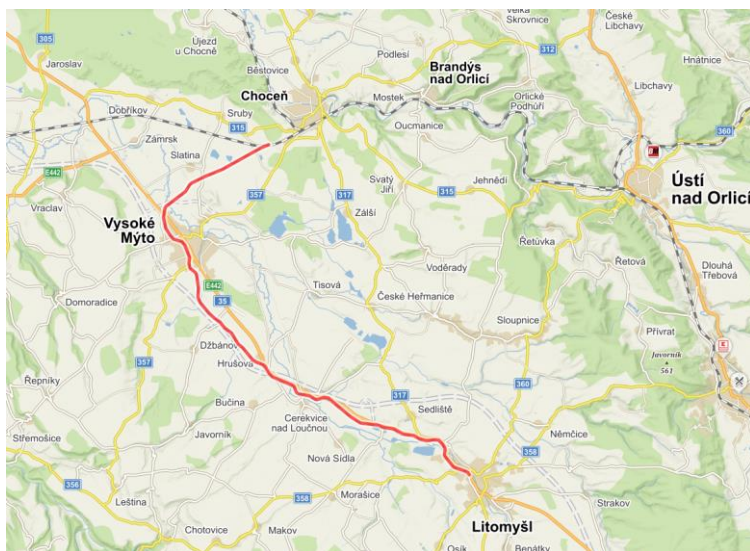 Velká
Skrovnice
České
Libchavy
305
Újezd
u Chocně
Podlesí
312
Jaroslav
Běstovice
Brandýs
nad Orlicí
Hnátnice
Choceň
Libchavy
Dobříkov
Sruby
Mostek
Orlické
Podhůří
315
Oucmanice
360
Zámrsk
Slatina
E442
Svatý
Jiří
Jehnědí
Ústí
nad Orlicí
357
317
315
Vraclav
Zálší
Vysoké
Mýto
Řetůvka
Řetová
Voděrady
Dlouhá
Třebová
E442
Tisová
Domoradice
35
České Heřmanice
Sloupnice
Přívrat
Džbánov
Javorník
561
Hrušová
357
Řepníky
360
317
Bučina
Sedliště
Cerekvice
nad Loučnou
Němčice
Střemošice
Javorník
358
Nová Sídla
356
Morašice
Leština
358
Strakov
Litomyšl
Chotovice
Makov
Osík
Benátky